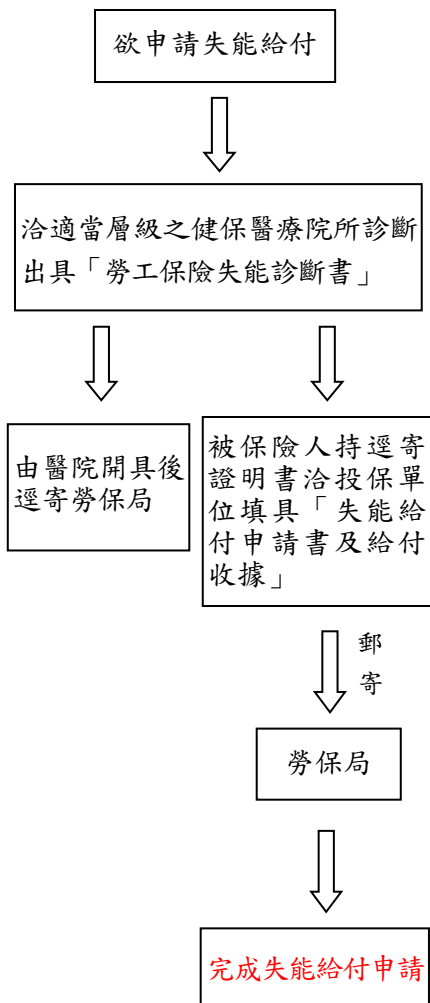 欲申請失能給付
洽適當層級之健保醫療院所診斷
出具「勞工保險失能診斷書」
由醫院開具後
逕寄勞保局
被保險人持逕寄
證明書洽投保單
位填具「失能給
付申請書及給付
收據」
郵
寄
勞保局
完成失能給付申請